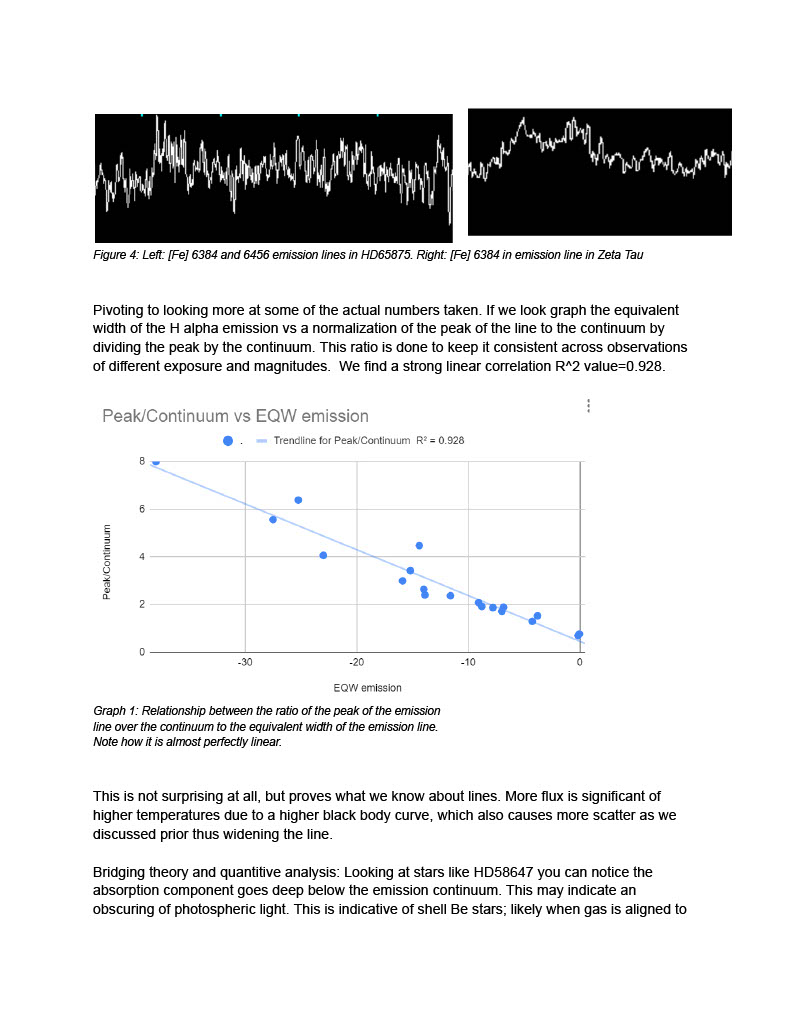 Figure 4: Left: [Fe] 6384 and 6456 emission lines in HD65875. Right: [Fe] 6384 in emission line in Zeta Tau
Pivoting to looking more at some of the actual numbers taken. If we look graph the equivalent
width of the H alpha emission vs a normalization of the peak of the line to the continuum by
dividing the peak by the continuum. This ratio is done to keep it consistent across observations
of different exposure and magnitudes.  We find a strong linear correlation R^2 value=0.928.
Peak/Continuum vs EQW emission
. Trendline for Peak/Continuum R² = 0.928
8
6
4
2
0
Peak/Continuum
-30 -20 -10 0
EQW emission
Graph 1: Relationship between the ratio of the peak of the emission
line over the continuum to the equivalent width of the emission line.
Note how it is almost perfectly linear.
This is not surprising at all, but proves what we know about lines. More flux is significant of
higher temperatures due to a higher black body curve, which also causes more scatter as we
discussed prior thus widening the line.
Bridging theory and quantitive analysis: Looking at stars like HD58647 you can notice the
absorption component goes deep below the emission continuum. This may indicate an
obscuring of photospheric light. This is indicative of shell Be stars; likely when gas is aligned to